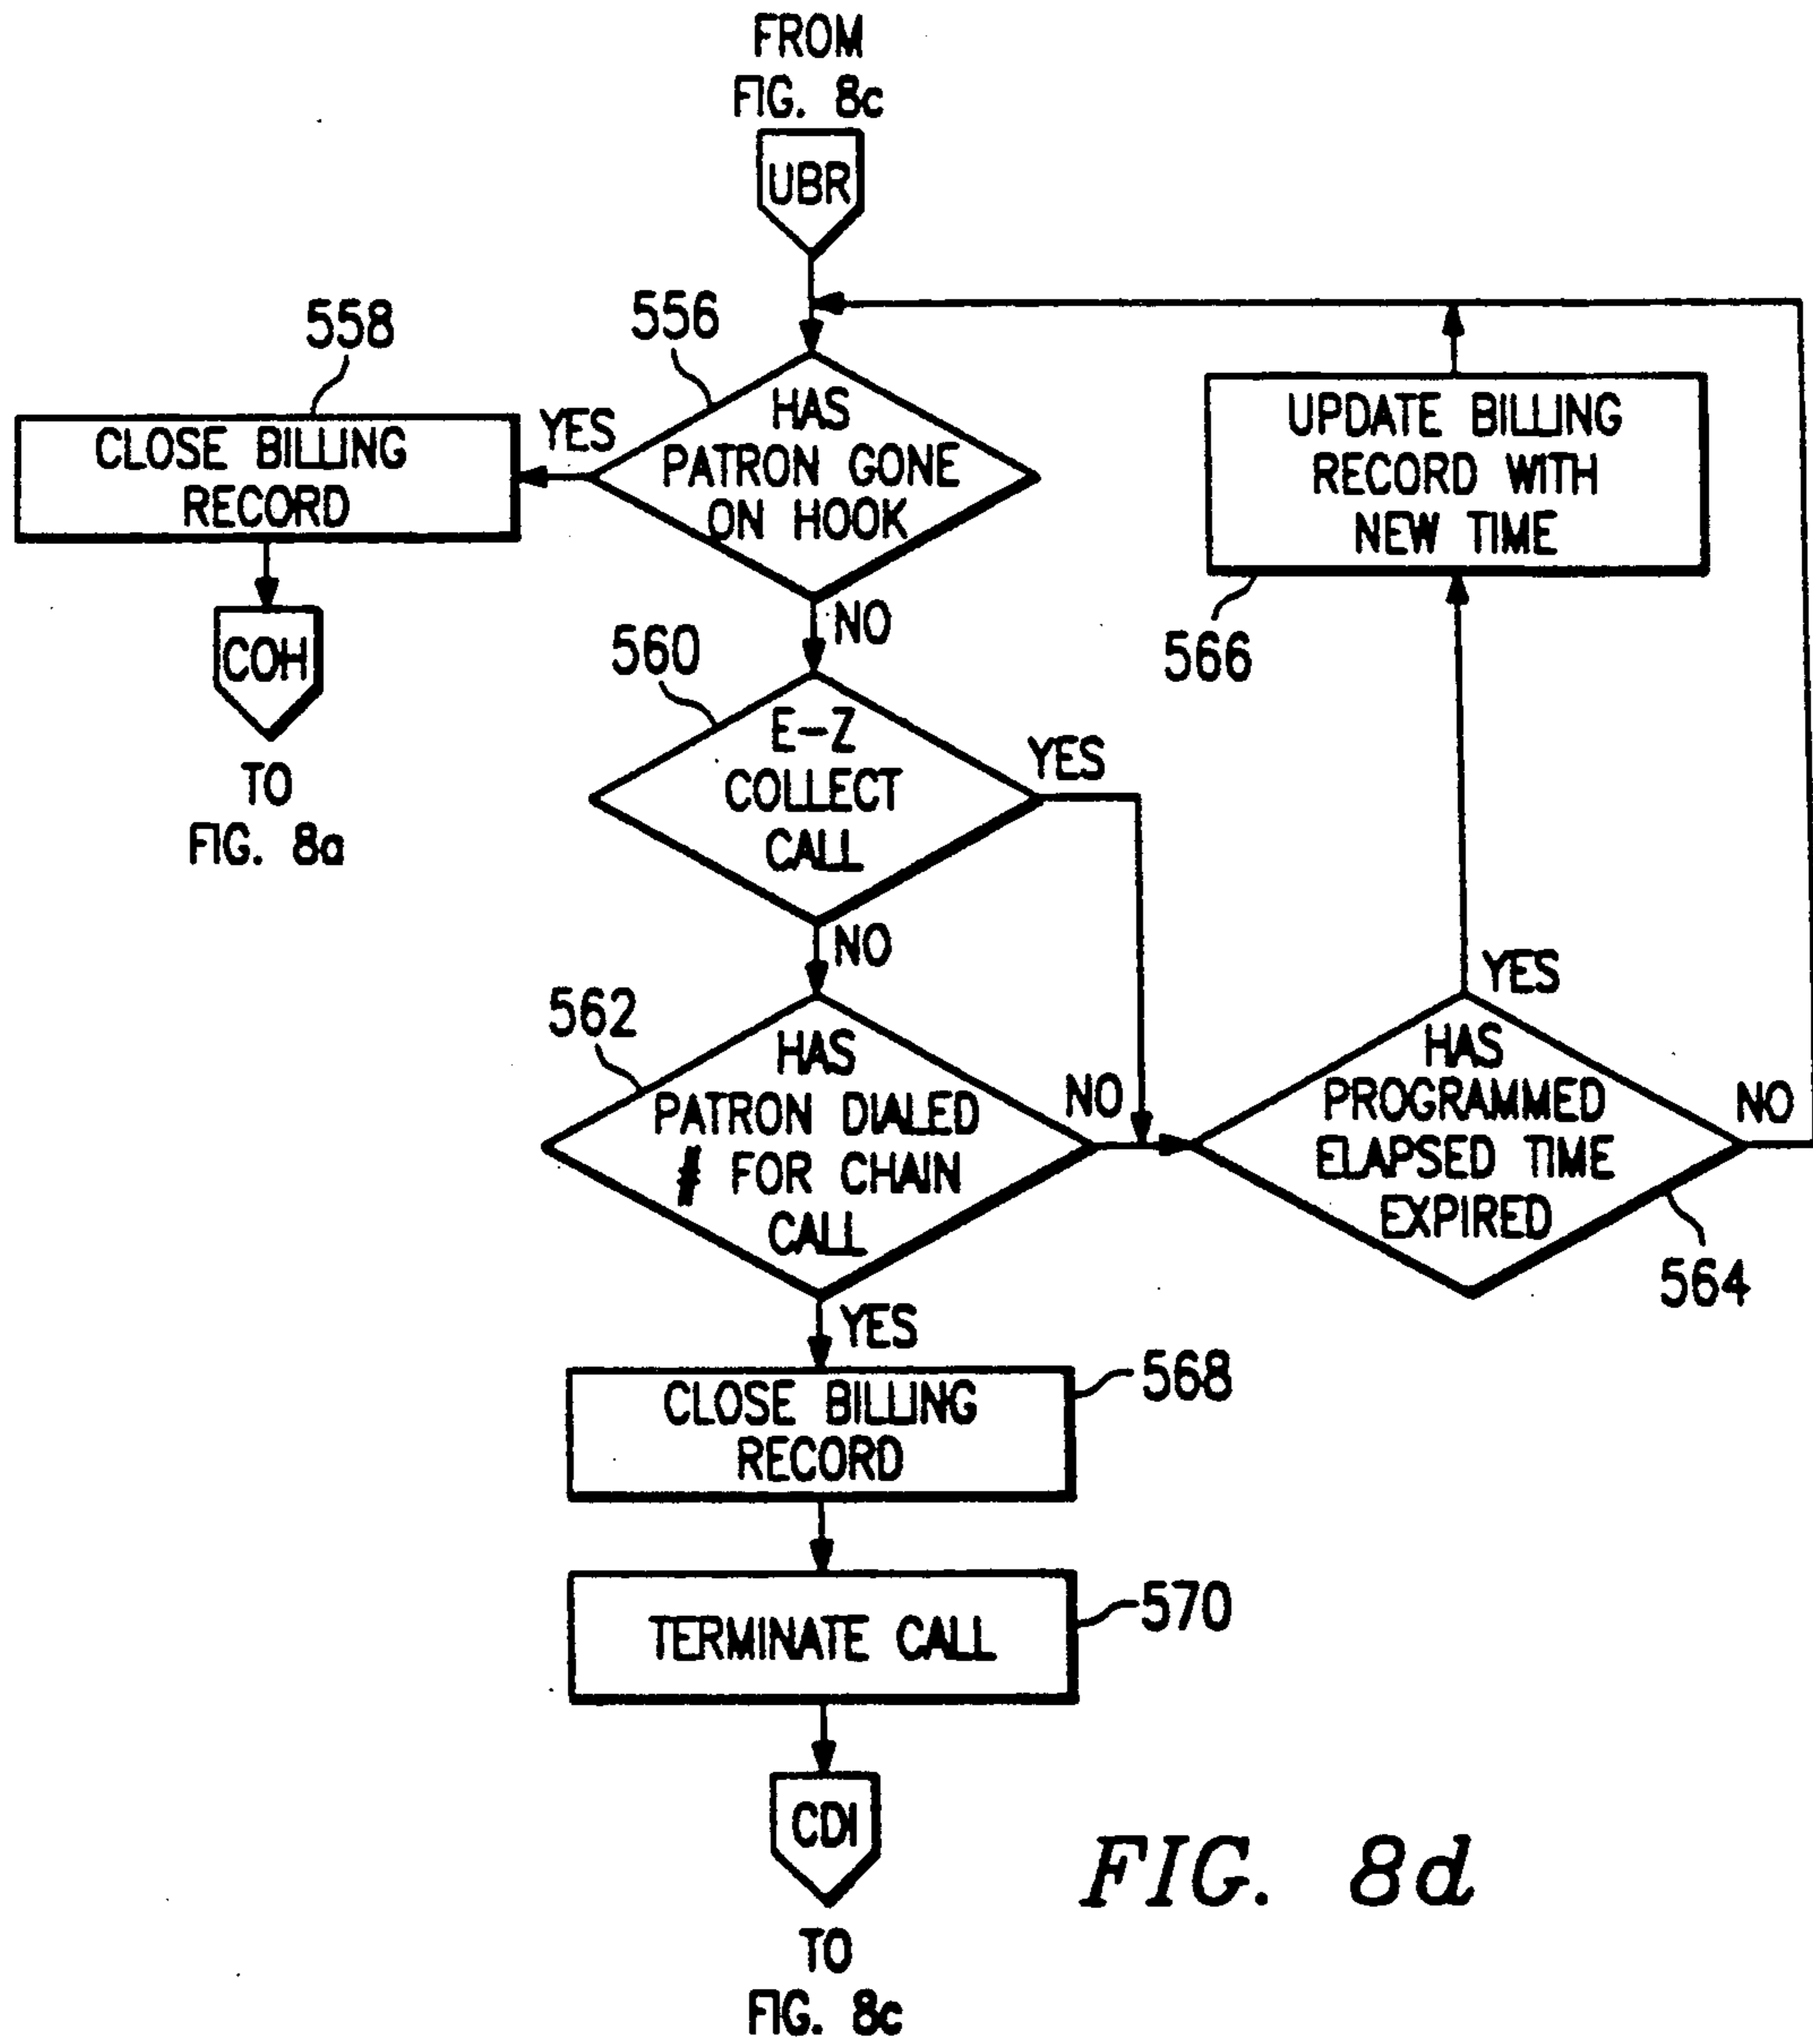 FROM
FIG. 8c
UBR
558
556
CLOSE BILLING
RECORD
YES
HAS
PATRON GONE
ON HOOK
UPDATE BILLING
RECORD WITH
NEW TIME
566
COH
TO
FIG. 8a
NO
560
E-Z
COLLECT
CALL
YES
NO
562
HAS
PATRON DIALED
# FOR CHAIN
CALL
NO
YES
HAS
PROGRAMMED
ELAPSED TIME
EXPIRED
NO
564
YES
CLOSE BILLING
RECORD
568
TERMINATE CALL
570
CDI
TO
FIG. 8c
FIG. 8d